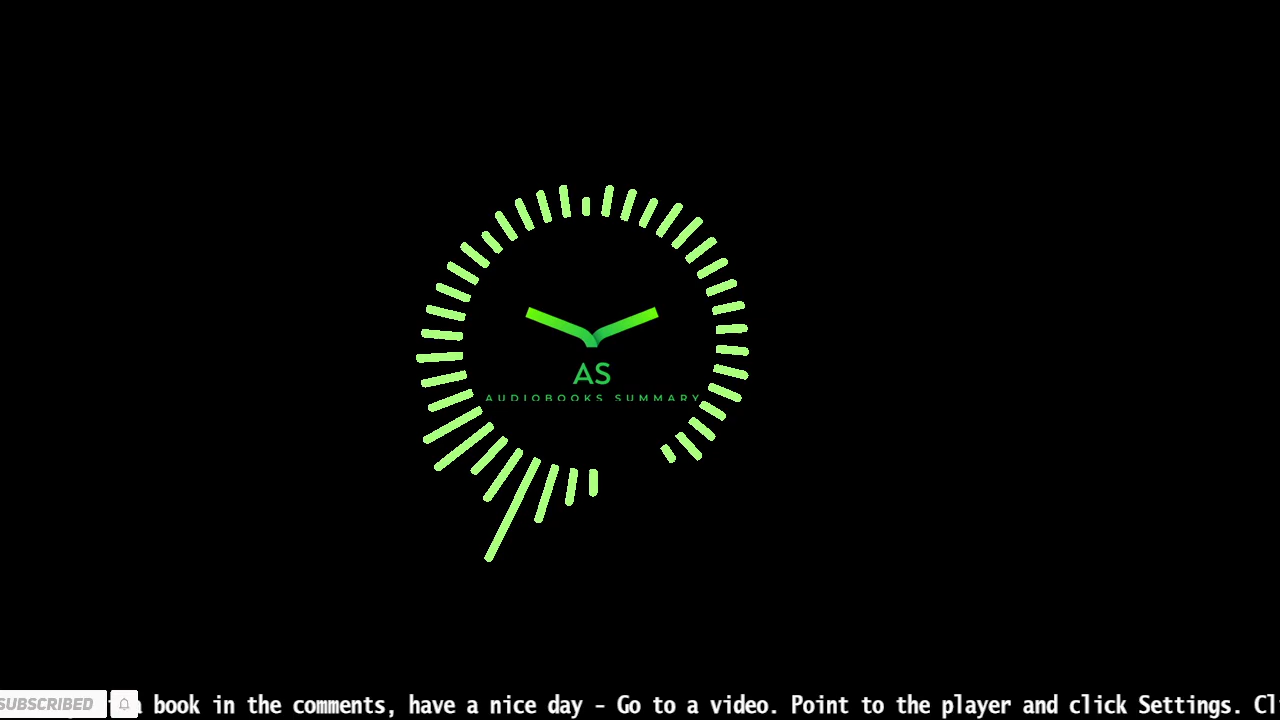 AS
AUDIOBOOKS SUMMARY
SUBSCRIBED
book in the comments, have a nice day - Go to a video. Point to the player and click Settings. Cl